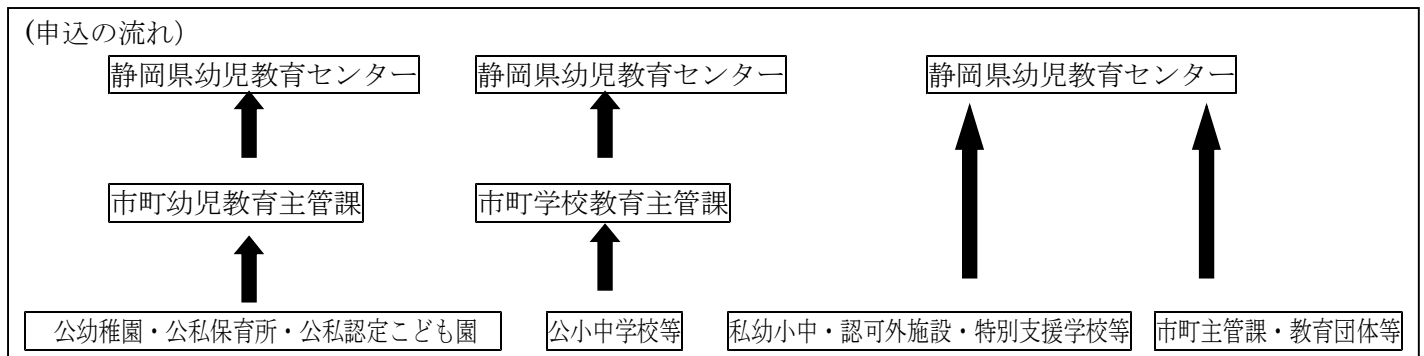 (申込の流れ)
静岡県幼児教育センター 静岡県幼児教育センター 静岡県幼児教育センター
市町幼児教育主管課 市町学校教育主管課
公幼稚園・公私保育所・公私認定こども園 公小中学校等 私幼小中・認可外施設・特別支援学校等 市町主管課・教育団体等